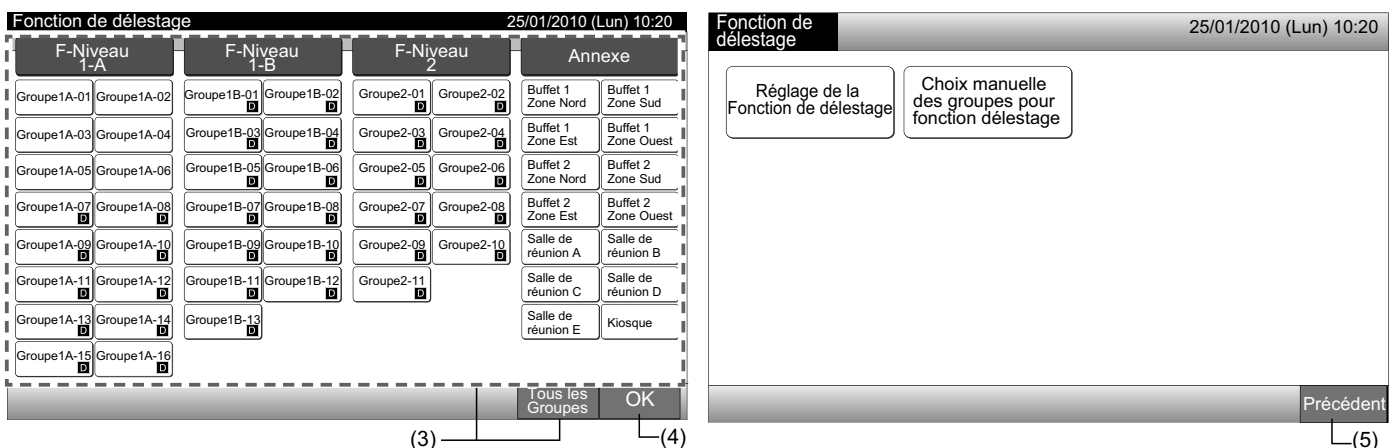 Fonction de délestage 25/01/2010 (Lun) 10:20
F-Niveau 1-A F-Niveau 1-B F-Niveau 2 Annexe
Groupe1A-01 Groupe1A-02 Groupe1B-01 D Groupe1B-02 D Groupe2-01 D Groupe2-02 D Buffet 1 Zone Nord Buffet 1 Zone Sud
Groupe1A-03 Groupe1A-04 Groupe1B-03 D Groupe1B-04 D Groupe2-03 D Groupe2-04 D Buffet 1 Zone Est Buffet 1 Zone Ouest
Groupe1A-05 Groupe1A-06 Groupe1B-05 D Groupe1B-06 D Groupe2-05 D Groupe2-06 D Buffet 2 Zone Nord Buffet 2 Zone Sud
Groupe1A-07 D Groupe1A-08 D Groupe1B-07 D Groupe1B-08 D Groupe2-07 D Groupe2-08 D Buffet 2 Zone Est Buffet 2 Zone Ouest
Groupe1A-09 D Groupe1A-10 D Groupe1B-09 D Groupe1B-10 D Groupe2-09 D Groupe2-10 D Salle de réunion A Salle de réunion B
Groupe1A-11 D Groupe1A-12 D Groupe1B-11 D Groupe1B-12 D Groupe2-11 D Salle de réunion C Salle de réunion D
Groupe1A-13 D Groupe1A-14 D Groupe1B-13 D Salle de réunion E Kiosque
Groupe1A-15 D Groupe1A-16 D
Tous les Groupes OK
(3) (4)
Fonction de délestage 25/01/2010 (Lun) 10:20
Réglage de la Fonction de délestage
Choix manuelle des groupes pour fonction délestage
Précédent
(5)